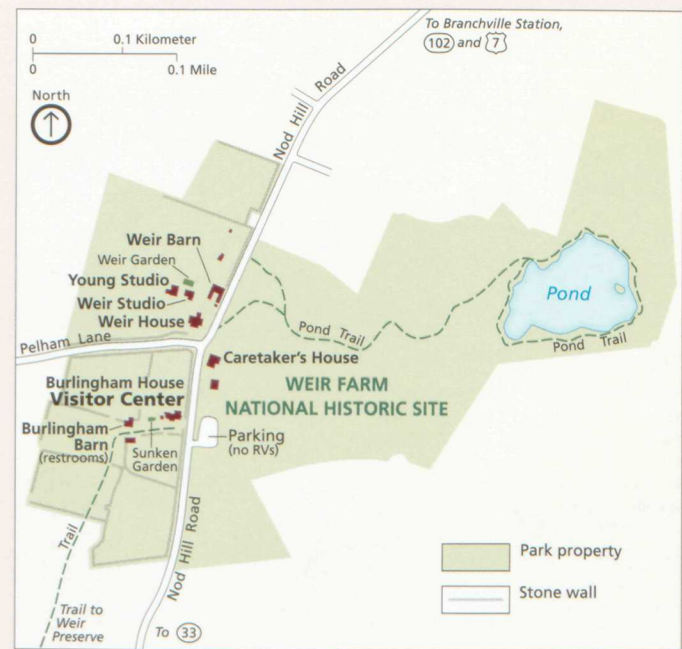 To Branchville Station,
102 and 7
0 0.1 Kilometer
0 0.1 Mile
North
Nod Hill Road
Weir Barn
Weir Garden
Young Studio
Weir Studio
Weir House
Pond
Pond Trail
Pond Trail
Pelham Lane
Caretaker's House
WEIR FARM
NATIONAL HISTORIC SITE
Burlingham House
Visitor Center
Burlingham
Barn
(restrooms)
Sunken
Garden
Parking
(no RVs)
Trail
Nod Hill Road
Trail to
Weir
Preserve
To 33
Park property
Stone wall